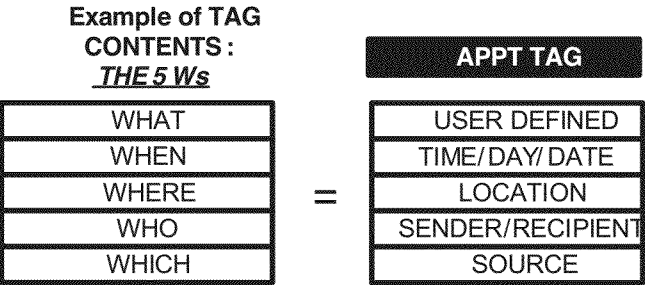 Example of TAG
CONTENTS :
THE 5 Ws
APPT TAG
WHAT
WHEN
WHERE
WHO
WHICH
=
USER DEFINED
TIME/ DAY/ DATE
LOCATION
SENDER/RECIPIENT
SOURCE